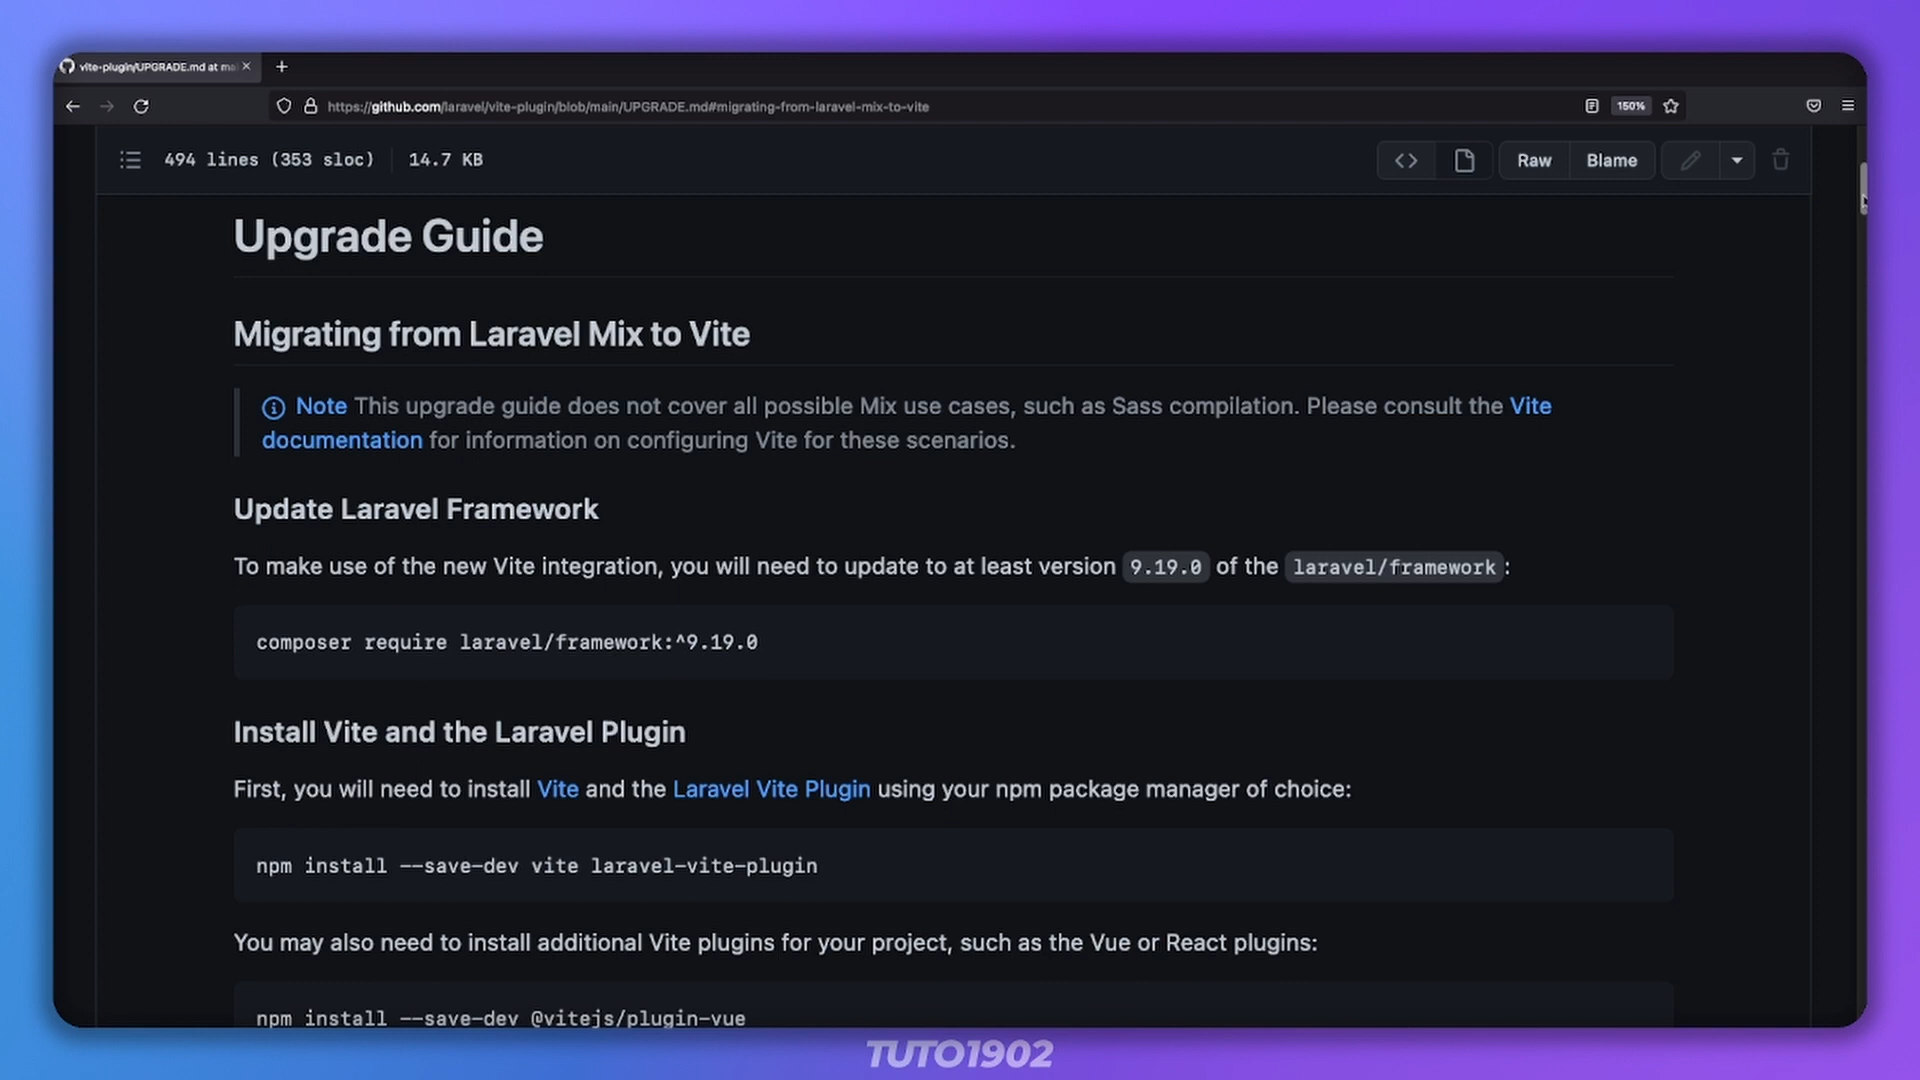 vite-plugin/UPGRADE.md at ma
https://github.com/laravel/vite-plugin/blob/main/UPGRADE.md#migrating-from-laravel-mix-to-vite
150%
494 lines (353 sloc)
14.7 KB
Raw
Blame
Upgrade Guide
Migrating from Laravel Mix to Vite
Note This upgrade guide does not cover all possible Mix use cases, such as Sass compilation. Please consult the Vite
documentation for information on configuring Vite for these scenarios.
Update Laravel Framework
To make use of the new Vite integration, you will need to update to at least version 9.19.0 of the laravel/framework:
composer require laravel/framework:^9.19.0
Install Vite and the Laravel Plugin
First, you will need to install Vite and the Laravel Vite Plugin using your npm package manager of choice:
npm install --save-dev vite laravel-vite-plugin
You may also need to install additional Vite plugins for your project, such as the Vue or React plugins:
npm install --save-dev @vitejs/plugin-vue
TUTO1902